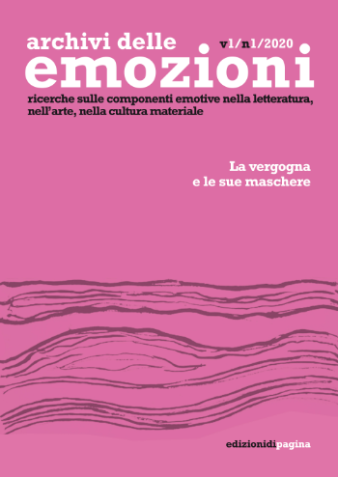 archivi delle v1/n1/2020
emozioni
ricerche sulle componenti emotive nella letteratura,
nell'arte, nella cultura materiale
La vergogna
e le sue maschere
edizionidipagina